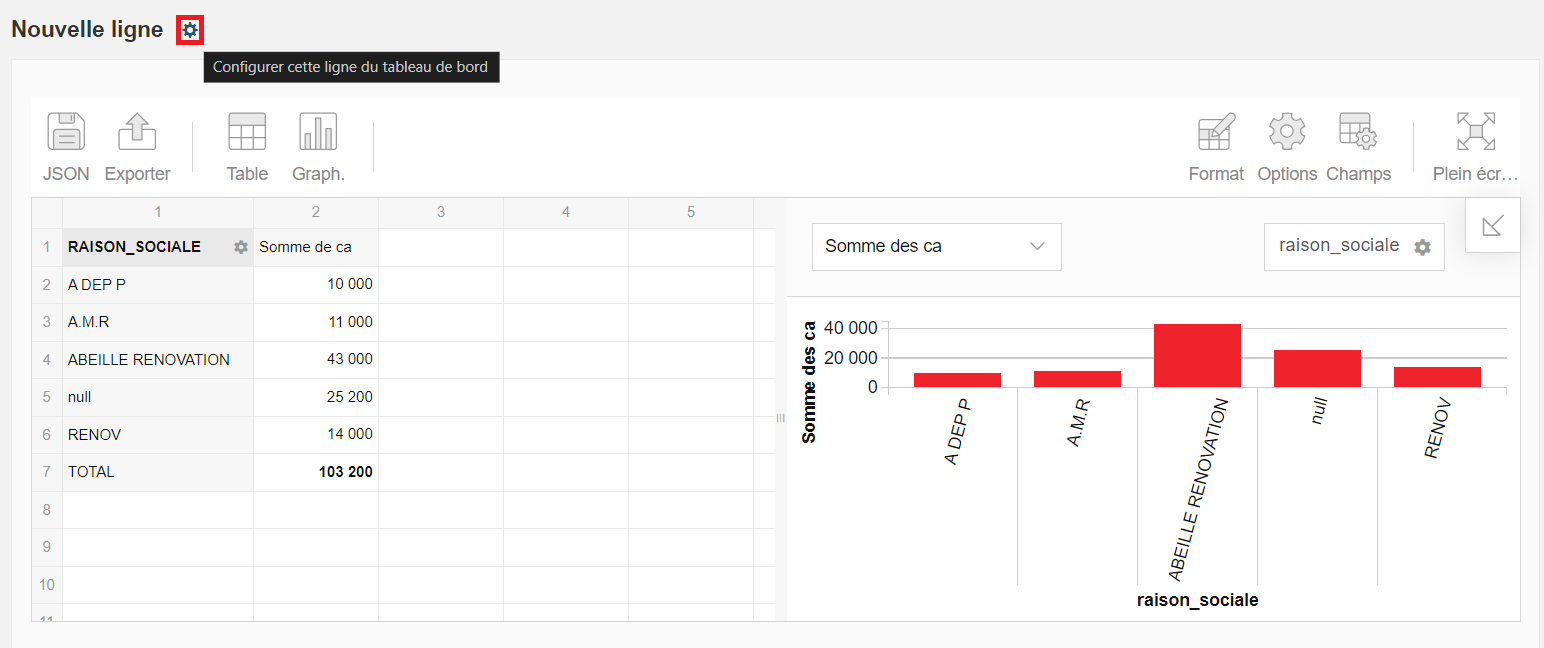 Nouvelle ligne
Configurer cette ligne du tableau de bord
JSON Exporter Table Graph. Format Options Champs Plein écr…
1 2 3 4 5
1 RAISON_SOCIALE Somme de ca
2 A DEP P 10 000
3 A.M.R 11 000
4 ABEILLE RENOVATION 43 000
5 null 25 200
6 RENOV 14 000
7 TOTAL 103 200
8
9
10
11
Somme des ca
raison_sociale
Somme des ca
40 000
20 000
0
A DEP P
A.M.R
ABEILLE RENOVATION
null
RENOV
raison_sociale